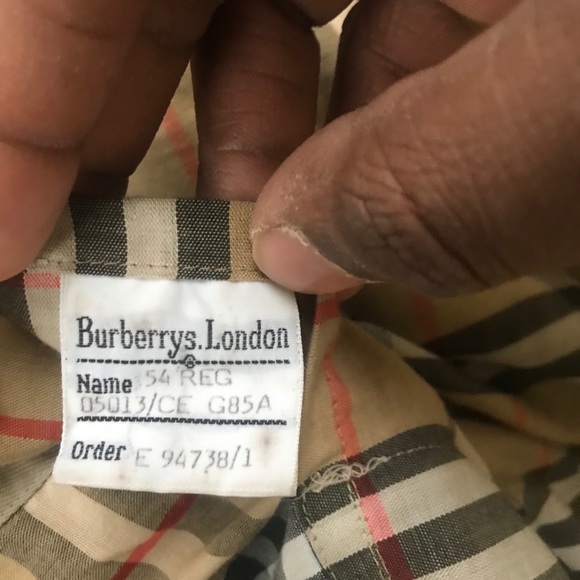 Burberrys. London
Name 54 REG
05013/CE G85A
Order E 94738/1